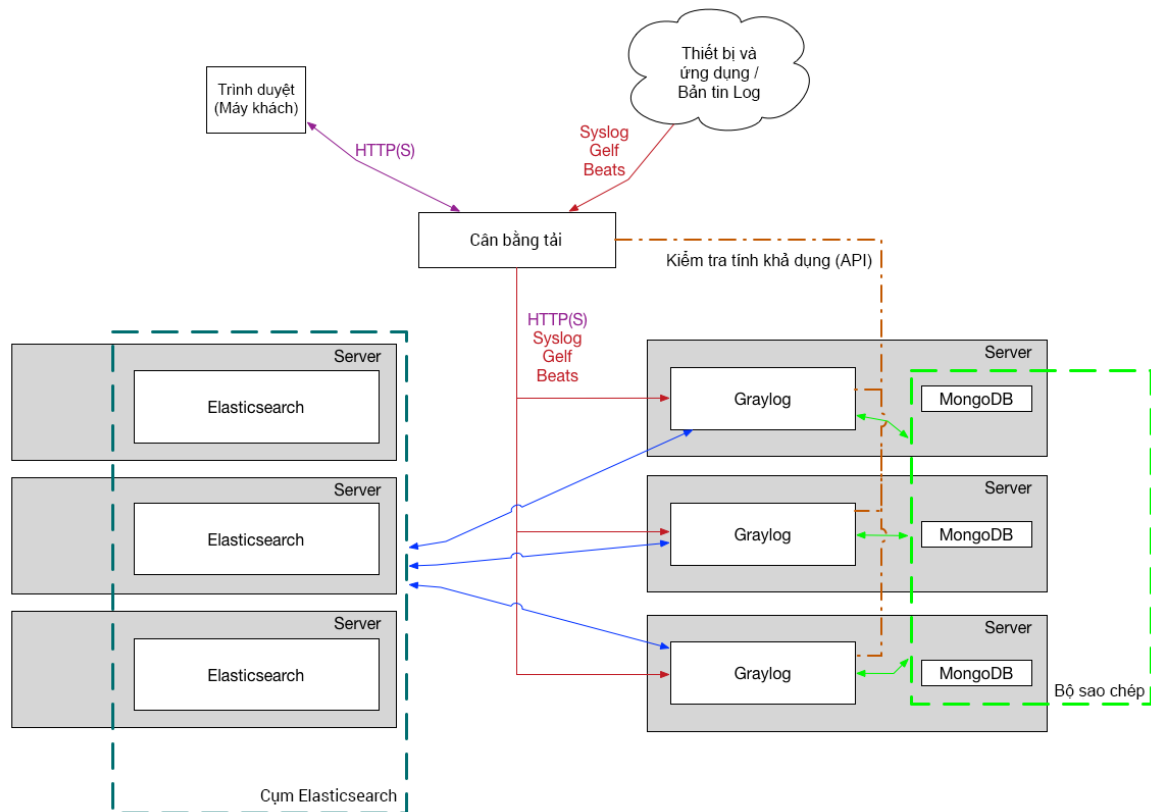 Thiết bị và
ứng dụng /
Bản tin Log
Trình duyệt
(Máy khách)
HTTP(S)
Syslog
Gelf
Beats
Cân bằng tải
Kiểm tra tính khả dụng (API)
HTTP(S)
Syslog
Gelf
Beats
Server
Elasticsearch
Server
Elasticsearch
Server
Elasticsearch
Cụm Elasticsearch
Server
Graylog
MongoDB
Server
Graylog
MongoDB
Server
Graylog
MongoDB
Bộ sao chép